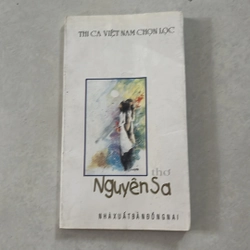 THI CA VIỆT NAM CHỌN LỌC
thơ
Nguyên Sa
NHÀ XUẤT BẢN ĐỒNG NAI